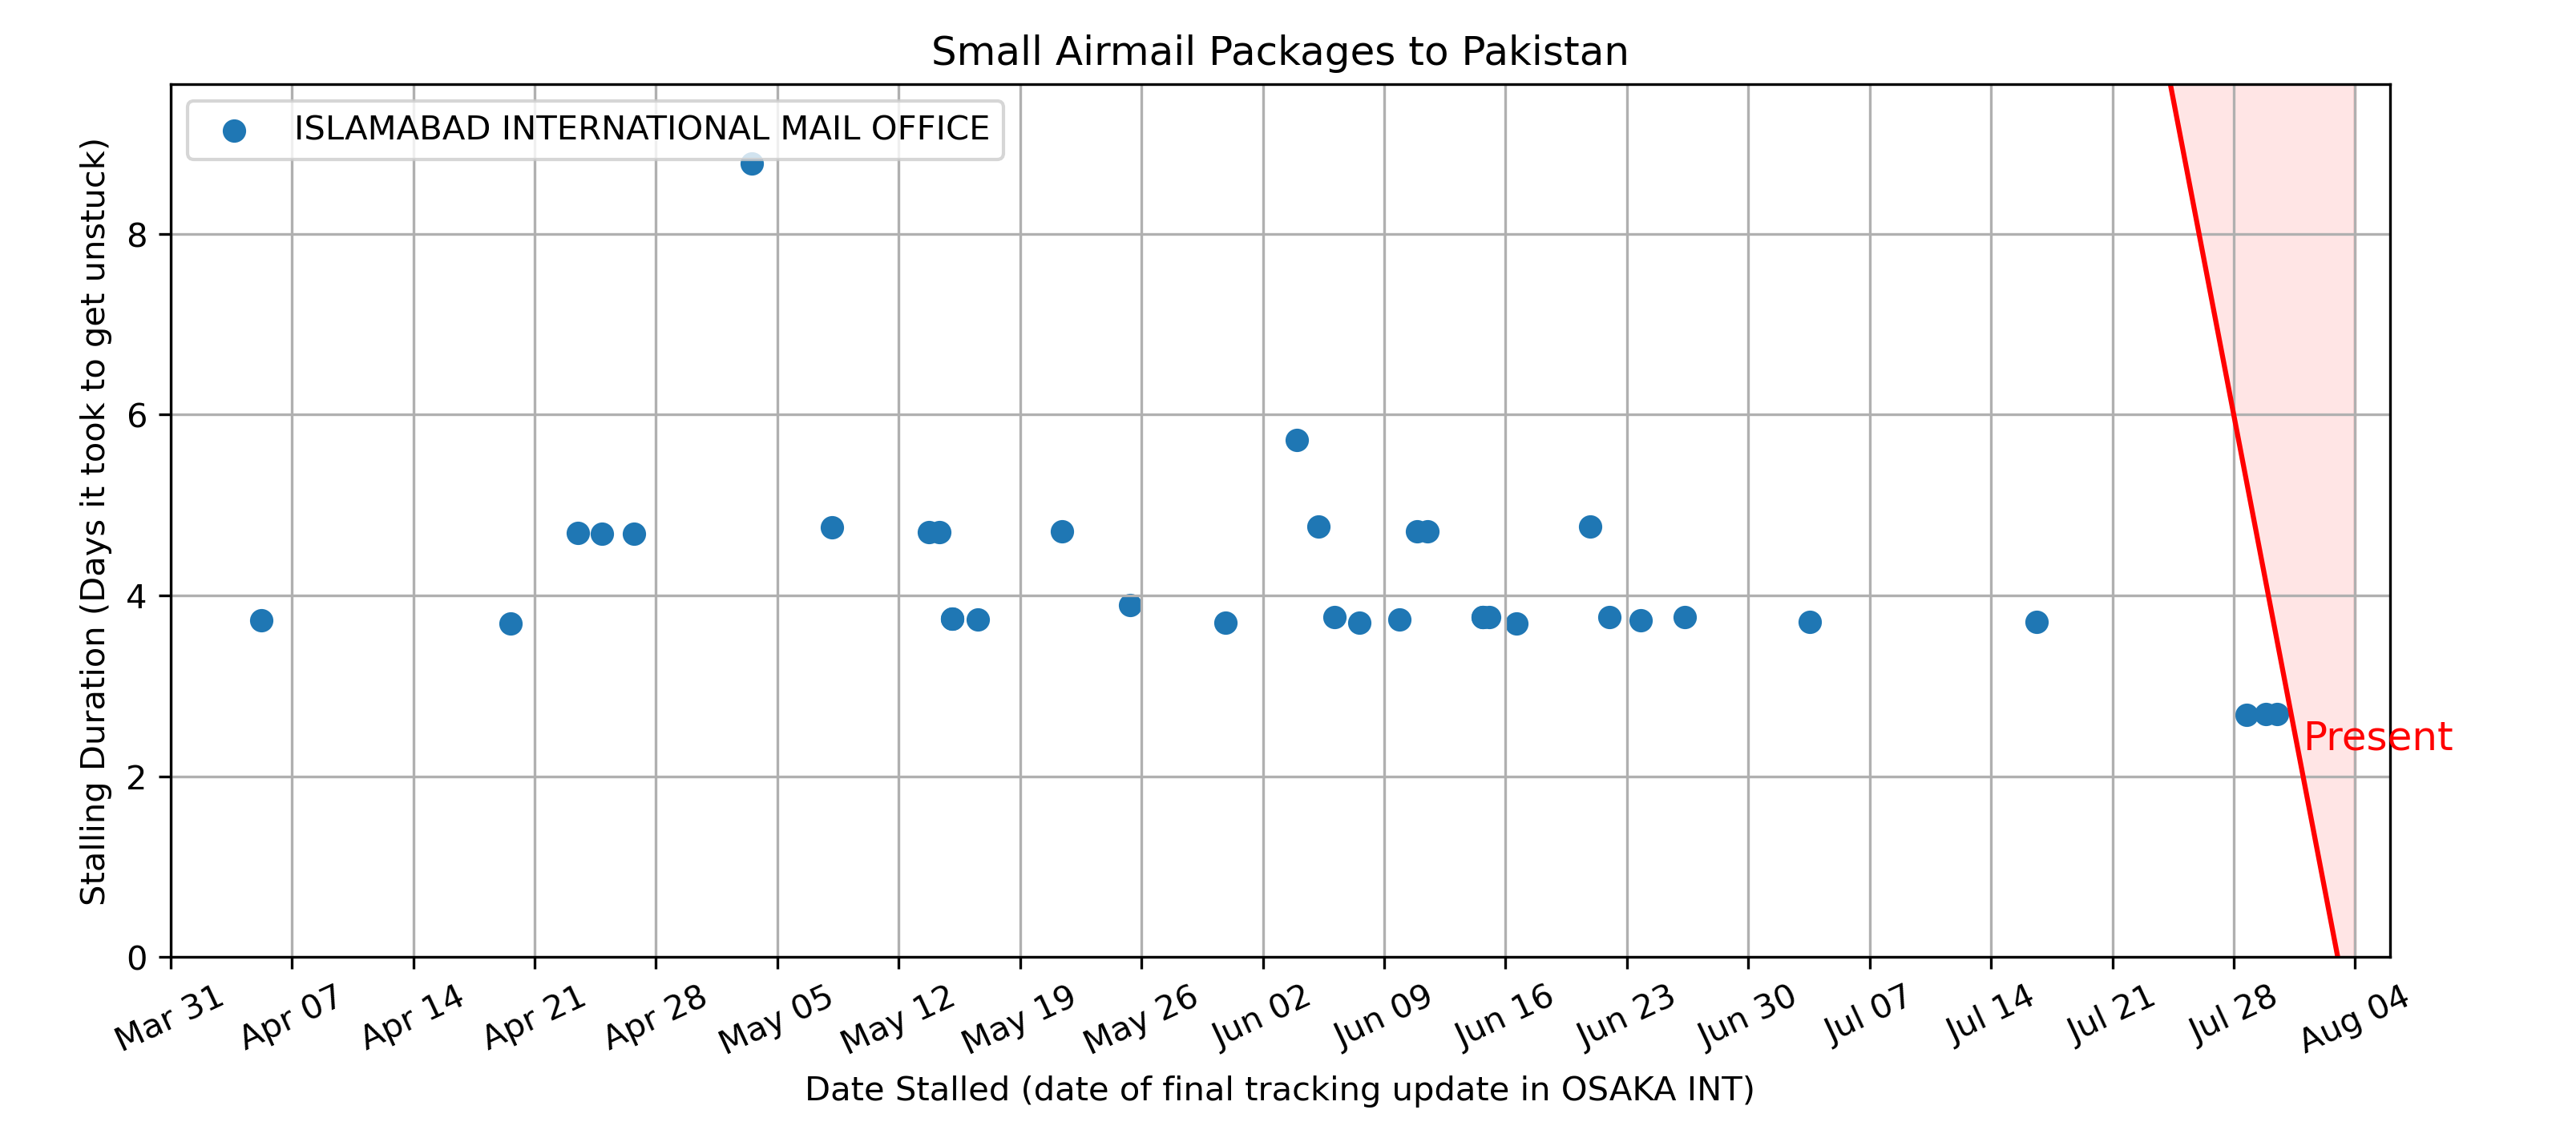 Small Airmail Packages to Pakistan
ISLAMABAD INTERNATIONAL MAIL OFFICE
Stalling Duration (Days it took to get unstuck)
8
6
4
2
0
Present
Mar 31
Apr 07
Apr 14
Apr 21
Apr 28
May 05
May 12
May 19
May 26
Jun 02
Jun 09
Jun 16
Jun 23
Jun 30
Jul 07
Jul 14
Jul 21
Jul 28
Aug 04
Date Stalled (date of final tracking update in OSAKA INT)